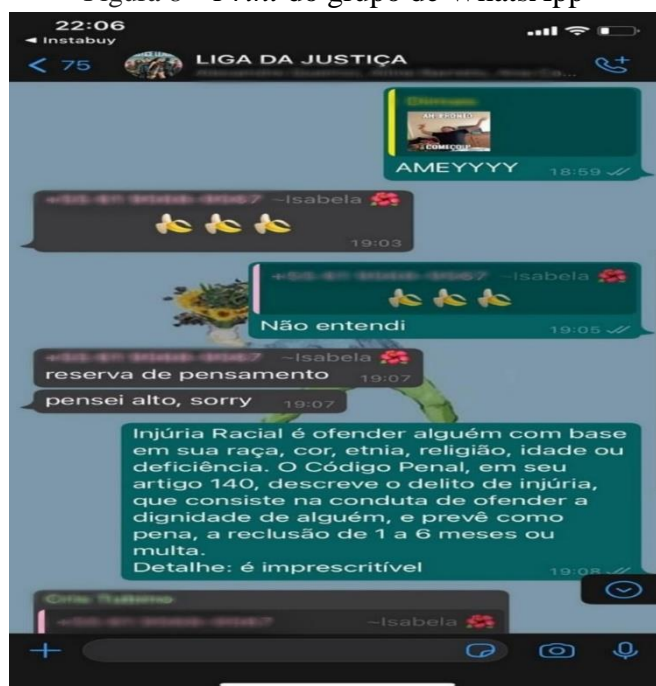 22:06
Instabuy
75
LIGA DA JUSTIÇA
AMEYYYY
18:59
~Isabela
19:03
~Isabela
Não entendi
19:05
~Isabela
reserva de pensamento
19:07
pensei alto, sorry
19:07
Injúria Racial é ofender alguém com base
em sua raça, cor, etnia, religião, idade ou
deficiência. O Código Penal, em seu
artigo 140, descreve o delito de injúria,
que consiste na conduta de ofender a
dignidade de alguém, e prevê como
pena, a reclusão de 1 a 6 meses ou
multa.
Detalhe: é imprescritível
19:08
~Isabela